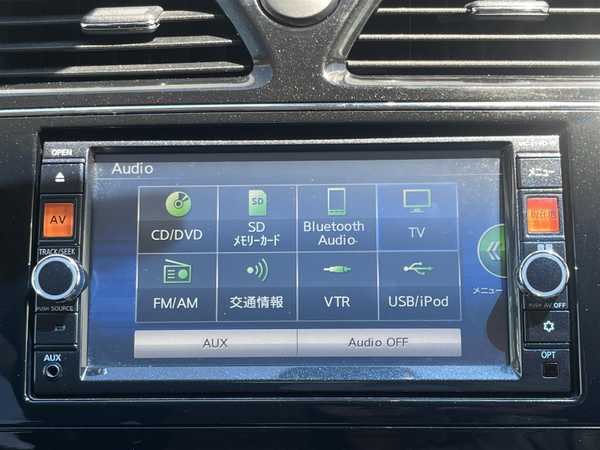 OPEN
Audio
メニュー
AV
CD/DVD
SD
メモリーカード
Bluetooth
Audio
TV
TRACK/SEEK
FM/AM
交通情報
VTR
USB/iPod
メニュー
PUSH SOURCE
PUSH AV OFF
AUX
Audio OFF
AUX
OPT